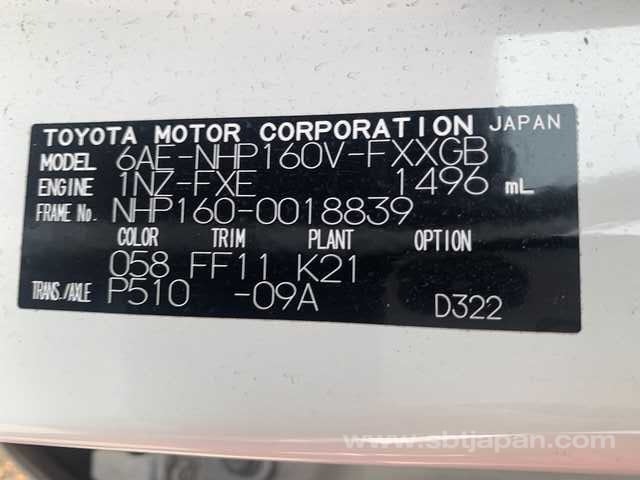 TOYOTA MOTOR CORPORATION JAPAN
MODEL 6AE-NHP160V-FXXGB
ENGINE 1NZ-FXE 1496 mL
FRAME No. NHP160-0018839
COLOR TRIM PLANT OPTION
058 FF11 K21
TRANS./AXLE P510 -09A D322
www.sbtjapan.com